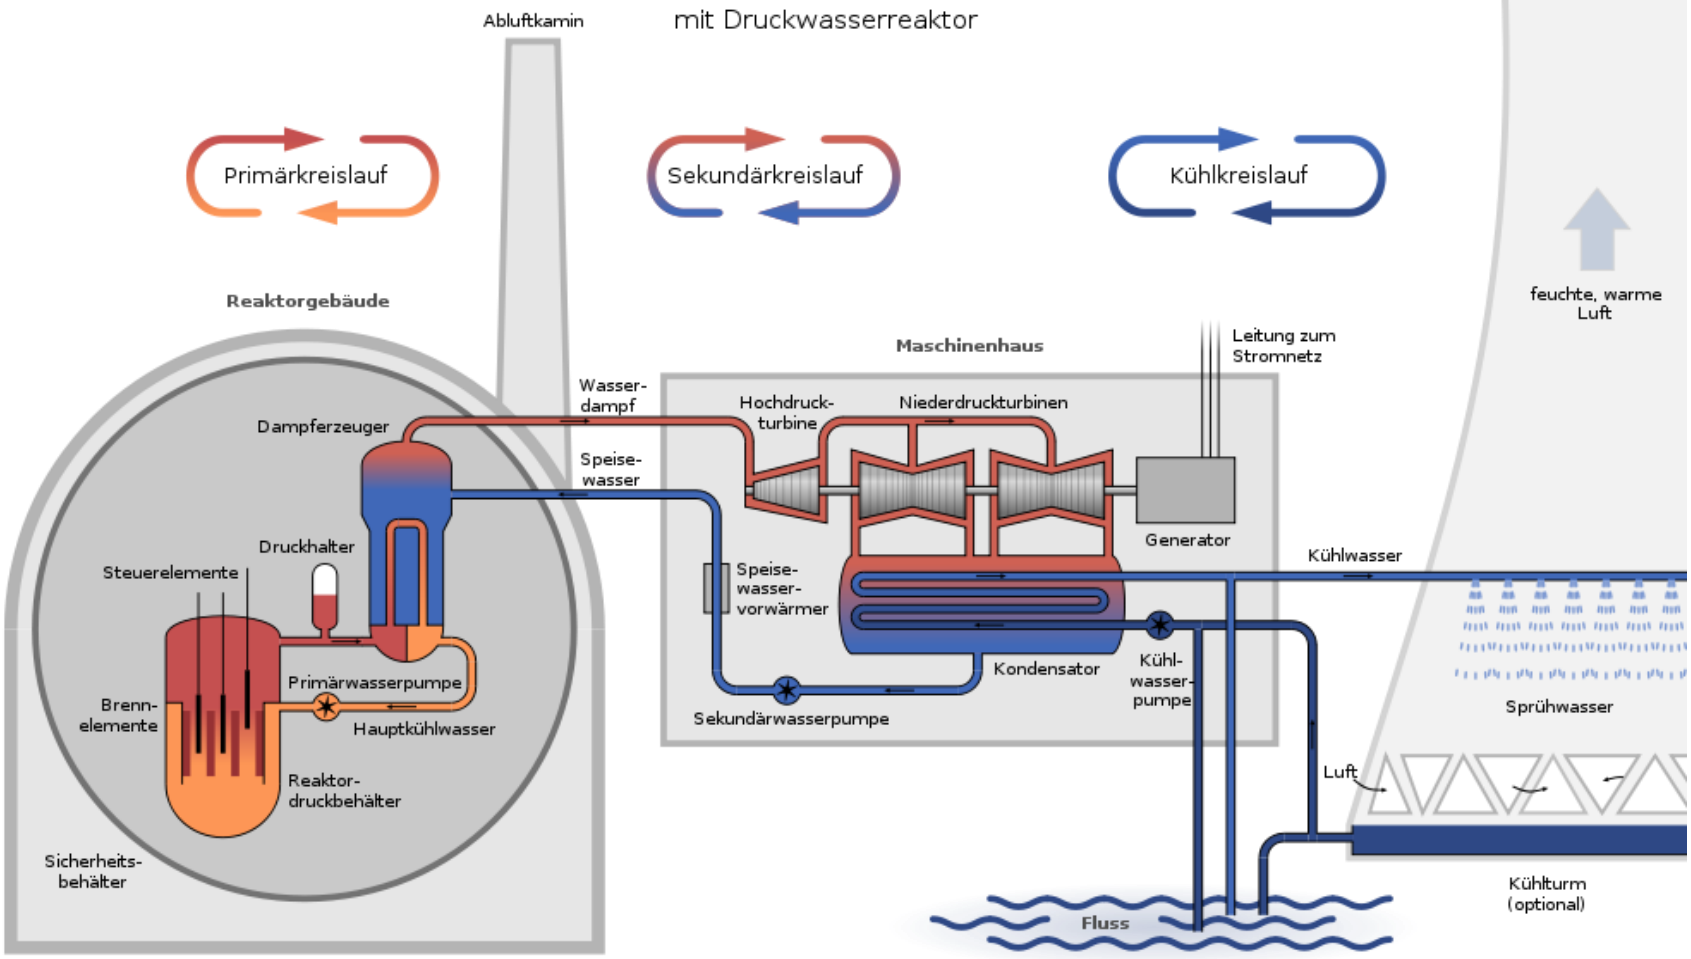 Abluftkamin
mit Druckwasserreaktor
Primärkreislauf
Sekundärkreislauf
Kühlkreislauf
feuchte, warme
Luft
Reaktorgebäude
Maschinenhaus
Leitung zum
Stromnetz
Wasser-
dampf
Hochdruck-
turbine
Niederdruckturbinen
Dampferzeuger
Speise-
wasser
Generator
Druckhalter
Kühlwasser
Steuerelemente
Speise-
wasser-
vorwärmer
Kondensator
Kühl-
wasser-
pumpe
Primärwasserpumpe
Brenn-
elemente
Hauptkühlwasser
Sekundärwasserpumpe
Sprühwasser
Reaktor-
druckbehälter
Luft
Sicherheits-
behälter
Kühlturm
(optional)
Fluss